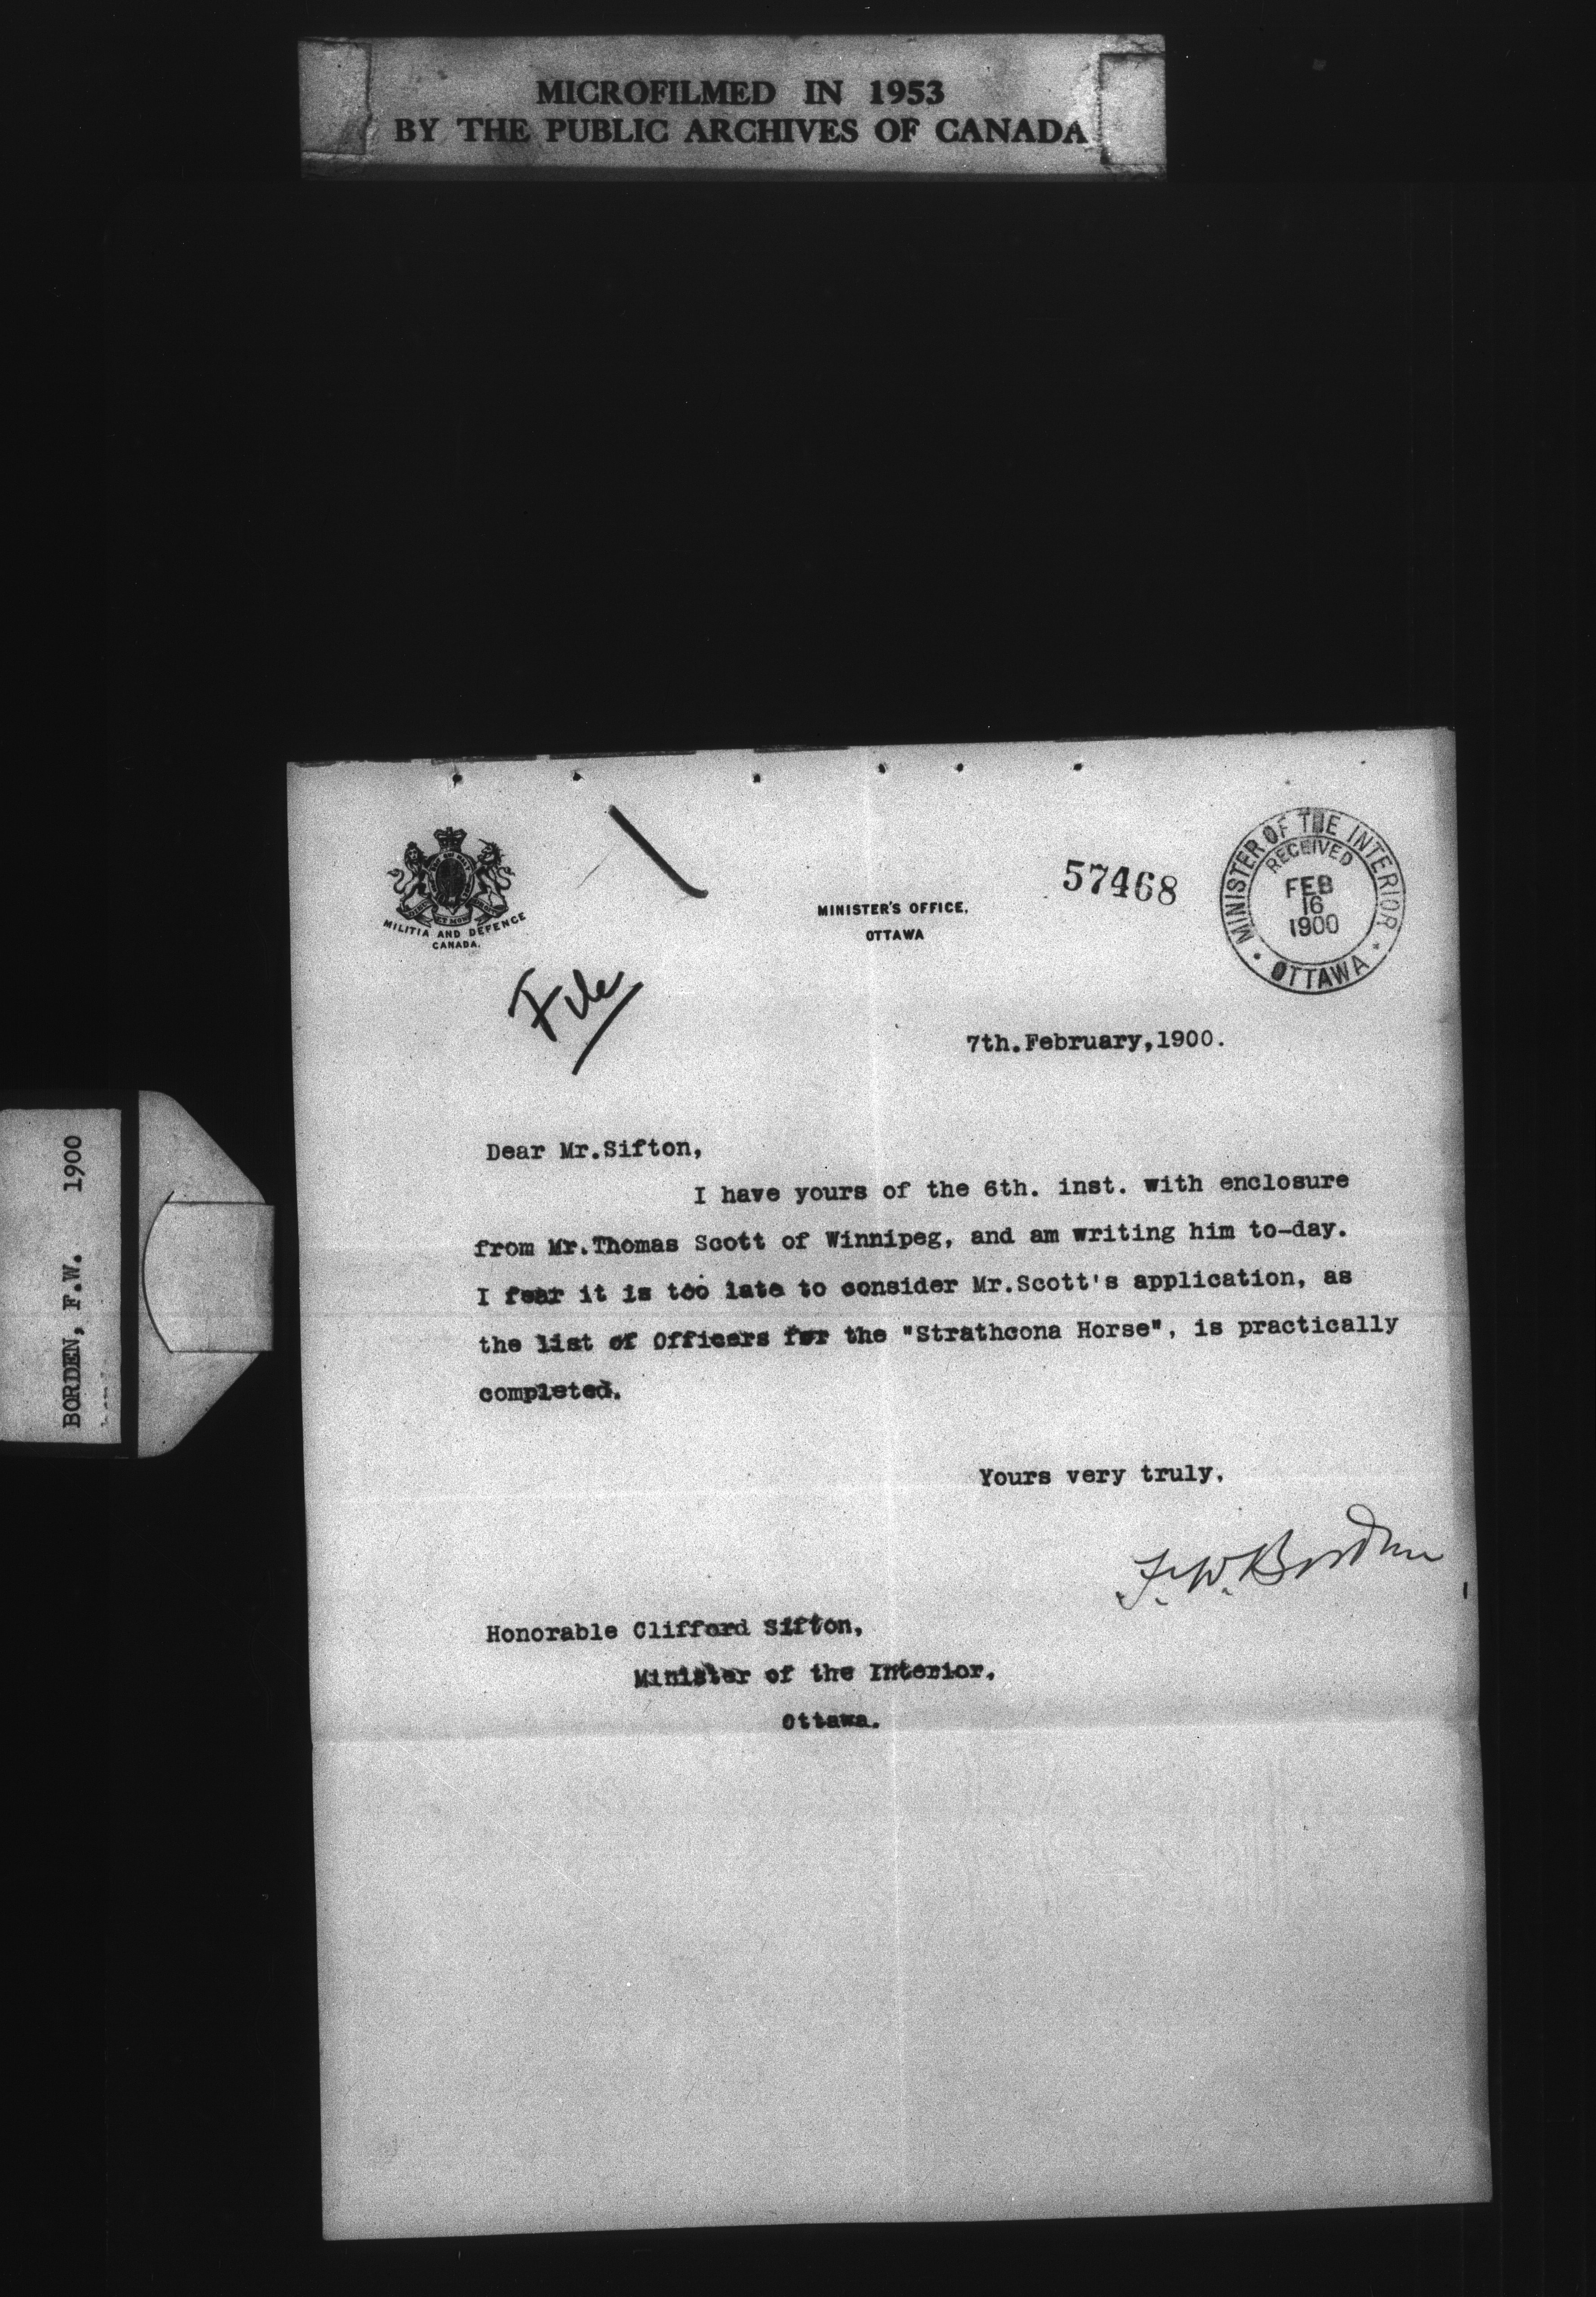 MICROFILMED IN 1953
BY THE PUBLIC ARCHIVES OF CANADA
BORDEN, F.W. 1900
MILITIA AND DEFENCE
CANADA.
MINISTER'S OFFICE,
OTTAWA
57468
MINISTER OF THE INTERIOR
RECEIVED
FEB
16
1900
OTTAWA
File
7th.February,1900.
Dear Mr.Sifton,
I have yours of the 6th. inst. with enclosure
from Mr.Thomas Scott of Winnipeg, and am writing him to-day.
I fear it is too late to consider Mr.Scott's application, as
the list of Officers for the "Strathcona Horse", is practically
completed.
Yours very truly,
F.W. Borden
Honorable Clifford Sifton,
Minister of the Interior,
Ottawa.